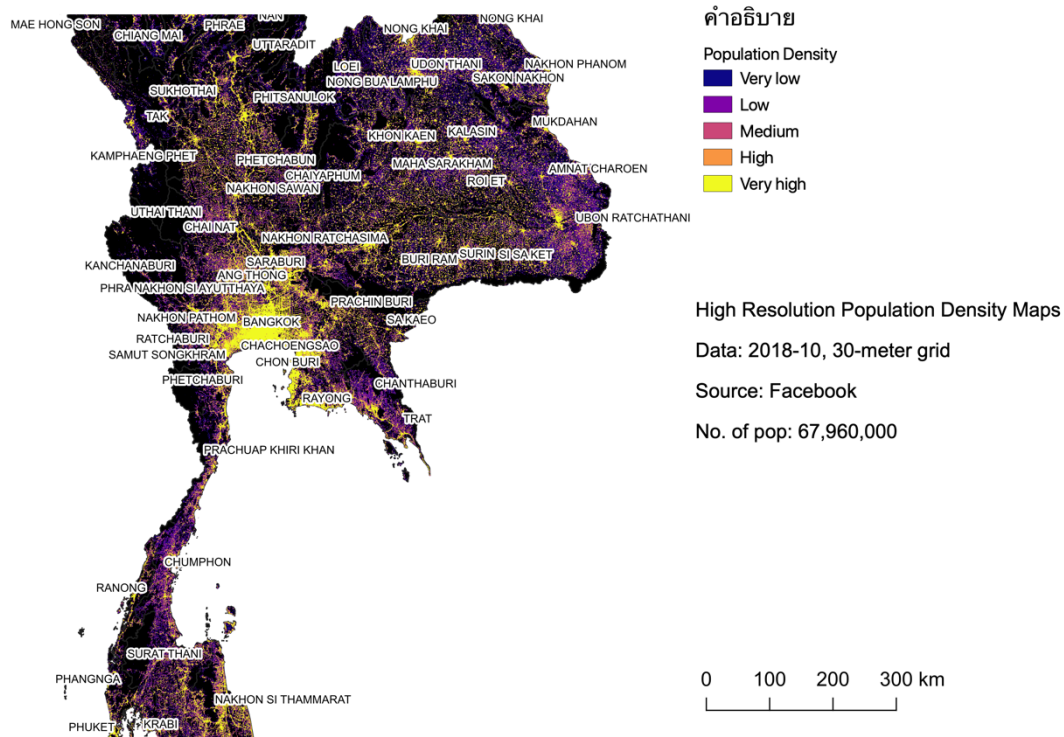 NAN
NONG KHAI
MAE HONG SON
PHRAE
NONG KHAI
CHIANG MAI
UTTARADIT
LOEI
UDON THANI
NAKHON PHANOM
NONG BUA LAMPHU
SAKON NAKHON
SUKHOTHAI
PHITSANULOK
TAK
MUKDAHAN
KHON KAEN
KALASIN
KAMPHAENG PHET
PHETCHABUN
MAHA SARAKHAM
AMNAT CHAROEN
CHAIYAPHUM
ROI ET
NAKHON SAWAN
UTHAI THANI
UBON RATCHATHANI
CHAI NAT
NAKHON RATCHASIMA
BURI RAM
SURIN
SI SA KET
SARABURI
KANCHANABURI
ANG THONG
PHRA NAKHON SI AYUTTHAYA
PRACHIN BURI
NAKHON PATHOM
BANGKOK
SA KAEO
RATCHABURI
CHACHOENGSAO
SAMUT SONGKHRAM
CHON BURI
PHETCHABURI
CHANTHABURI
RAYONG
TRAT
PRACHUAP KHIRI KHAN
CHUMPHON
RANONG
SURAT THANI
PHANGNGA
NAKHON SI THAMMARAT
PHUKET
KRABI
คำอธิบาย
Population Density
Very low
Low
Medium
High
Very high
High Resolution Population Density Maps
Data: 2018-10, 30-meter grid
Source: Facebook
No. of pop: 67,960,000
0 100 200 300 km